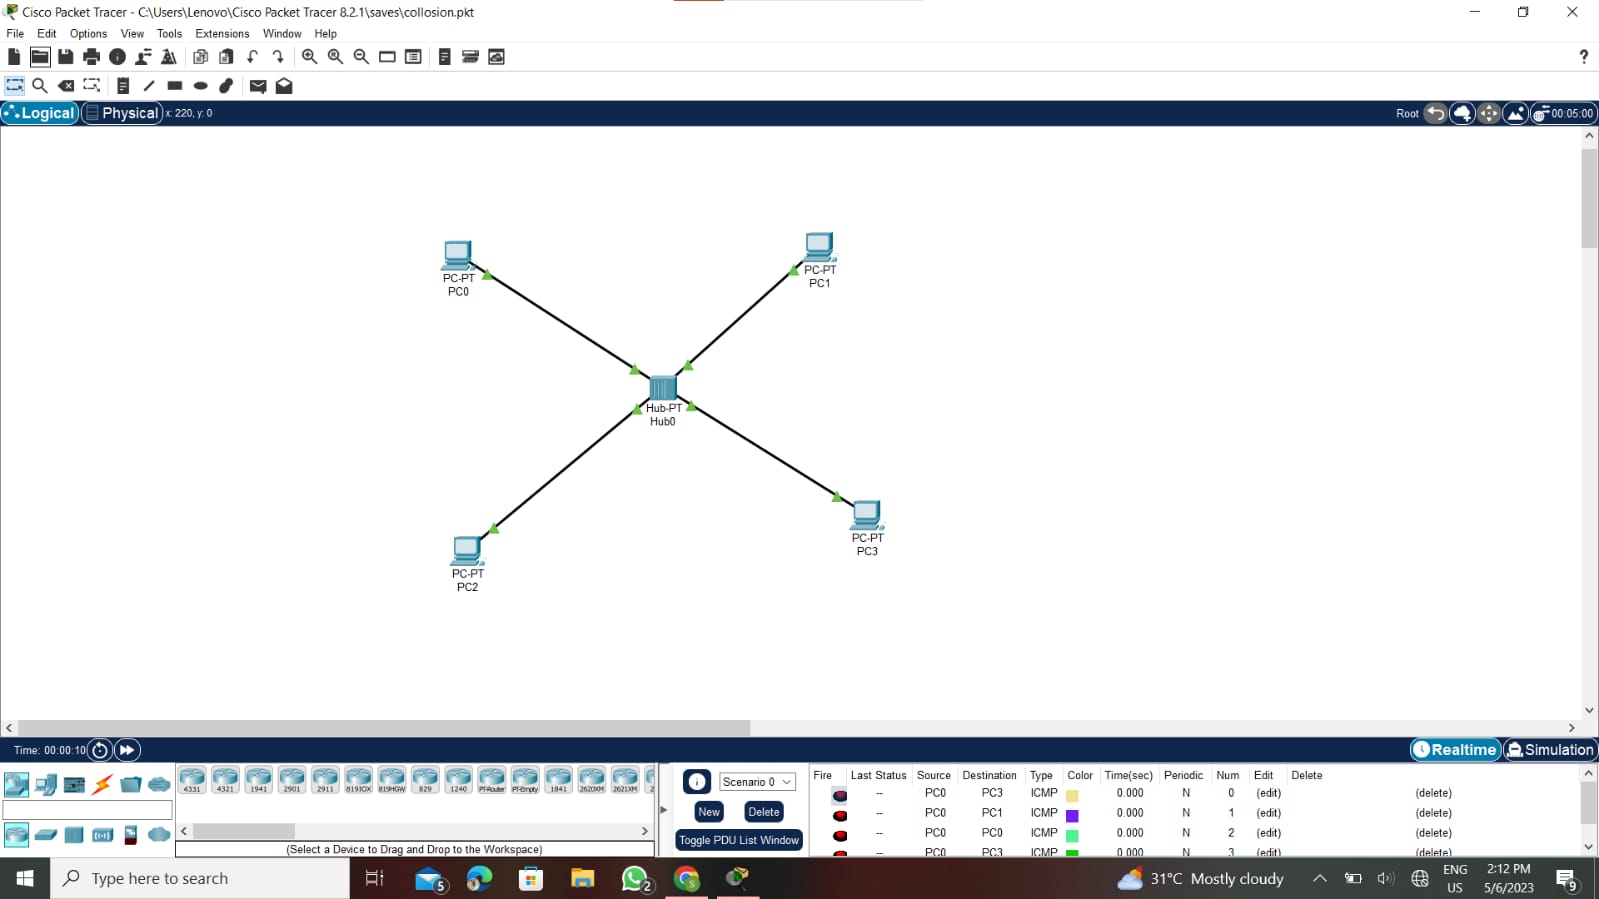 Cisco Packet Tracer - C:\Users\Lenovo\Cisco Packet Tracer 8.2.1\saves\collosion.pkt
File Edit Options View Tools Extensions Window Help
?
Logical Physical x: 220, y: 0 Root 00:05:00
PC-PT
PC0
PC-PT
PC1
Hub-PT
Hub0
PC-PT
PC3
PC-PT
PC2
Time: 00:00:10 Realtime Simulation
4331 4321 1941 2901 2911 819IOX 819HGW 829 1240 PT-Router PT-Empty 1841 2620XM 2621XM 2
(Select a Device to Drag and Drop to the Workspace)
Scenario 0
New Delete
Toggle PDU List Window
Fire Last Status Source Destination Type Color Time(sec) Periodic Num Edit Delete
-- PC0 PC3 ICMP 0.000 N 0 (edit) (delete)
-- PC0 PC1 ICMP 0.000 N 1 (edit) (delete)
-- PC0 PC0 ICMP 0.000 N 2 (edit) (delete)
-- PC0 PC3 ICMP 0.000 N 3 (edit) (delete)
Type here to search 5 2 31°C Mostly cloudy ENG US 2:12 PM 5/6/2023 9